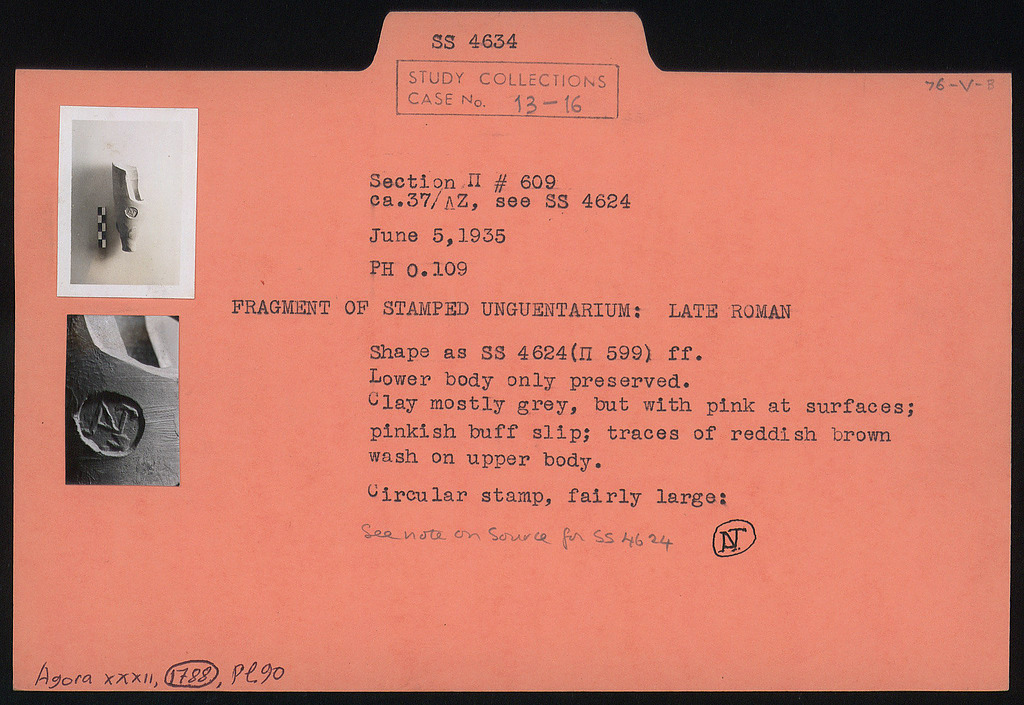 SS 4634
STUDY COLLECTIONS
CASE No. 13-16
76-V-B
Section Π # 609
ca.37/ΛZ, see SS 4624
June 5,1935
PH 0.109
FRAGMENT OF STAMPED UNGUENTARIUM: LATE ROMAN
Shape as SS 4624(Π 599) ff.
Lower body only preserved.
Clay mostly grey, but with pink at surfaces;
pinkish buff slip; traces of reddish brown
wash on upper body.
Circular stamp, fairly large:
See note on Source for SS 4624
Agora XXXII, 1788, Pl 90